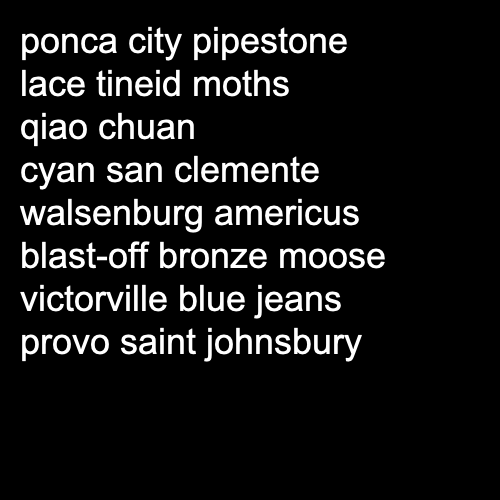 ponca city pipestone
lace tineid moths
qiao chuan
cyan san clemente
walsenburg americus
blast-off bronze moose
victorville blue jeans
provo saint johnsbury